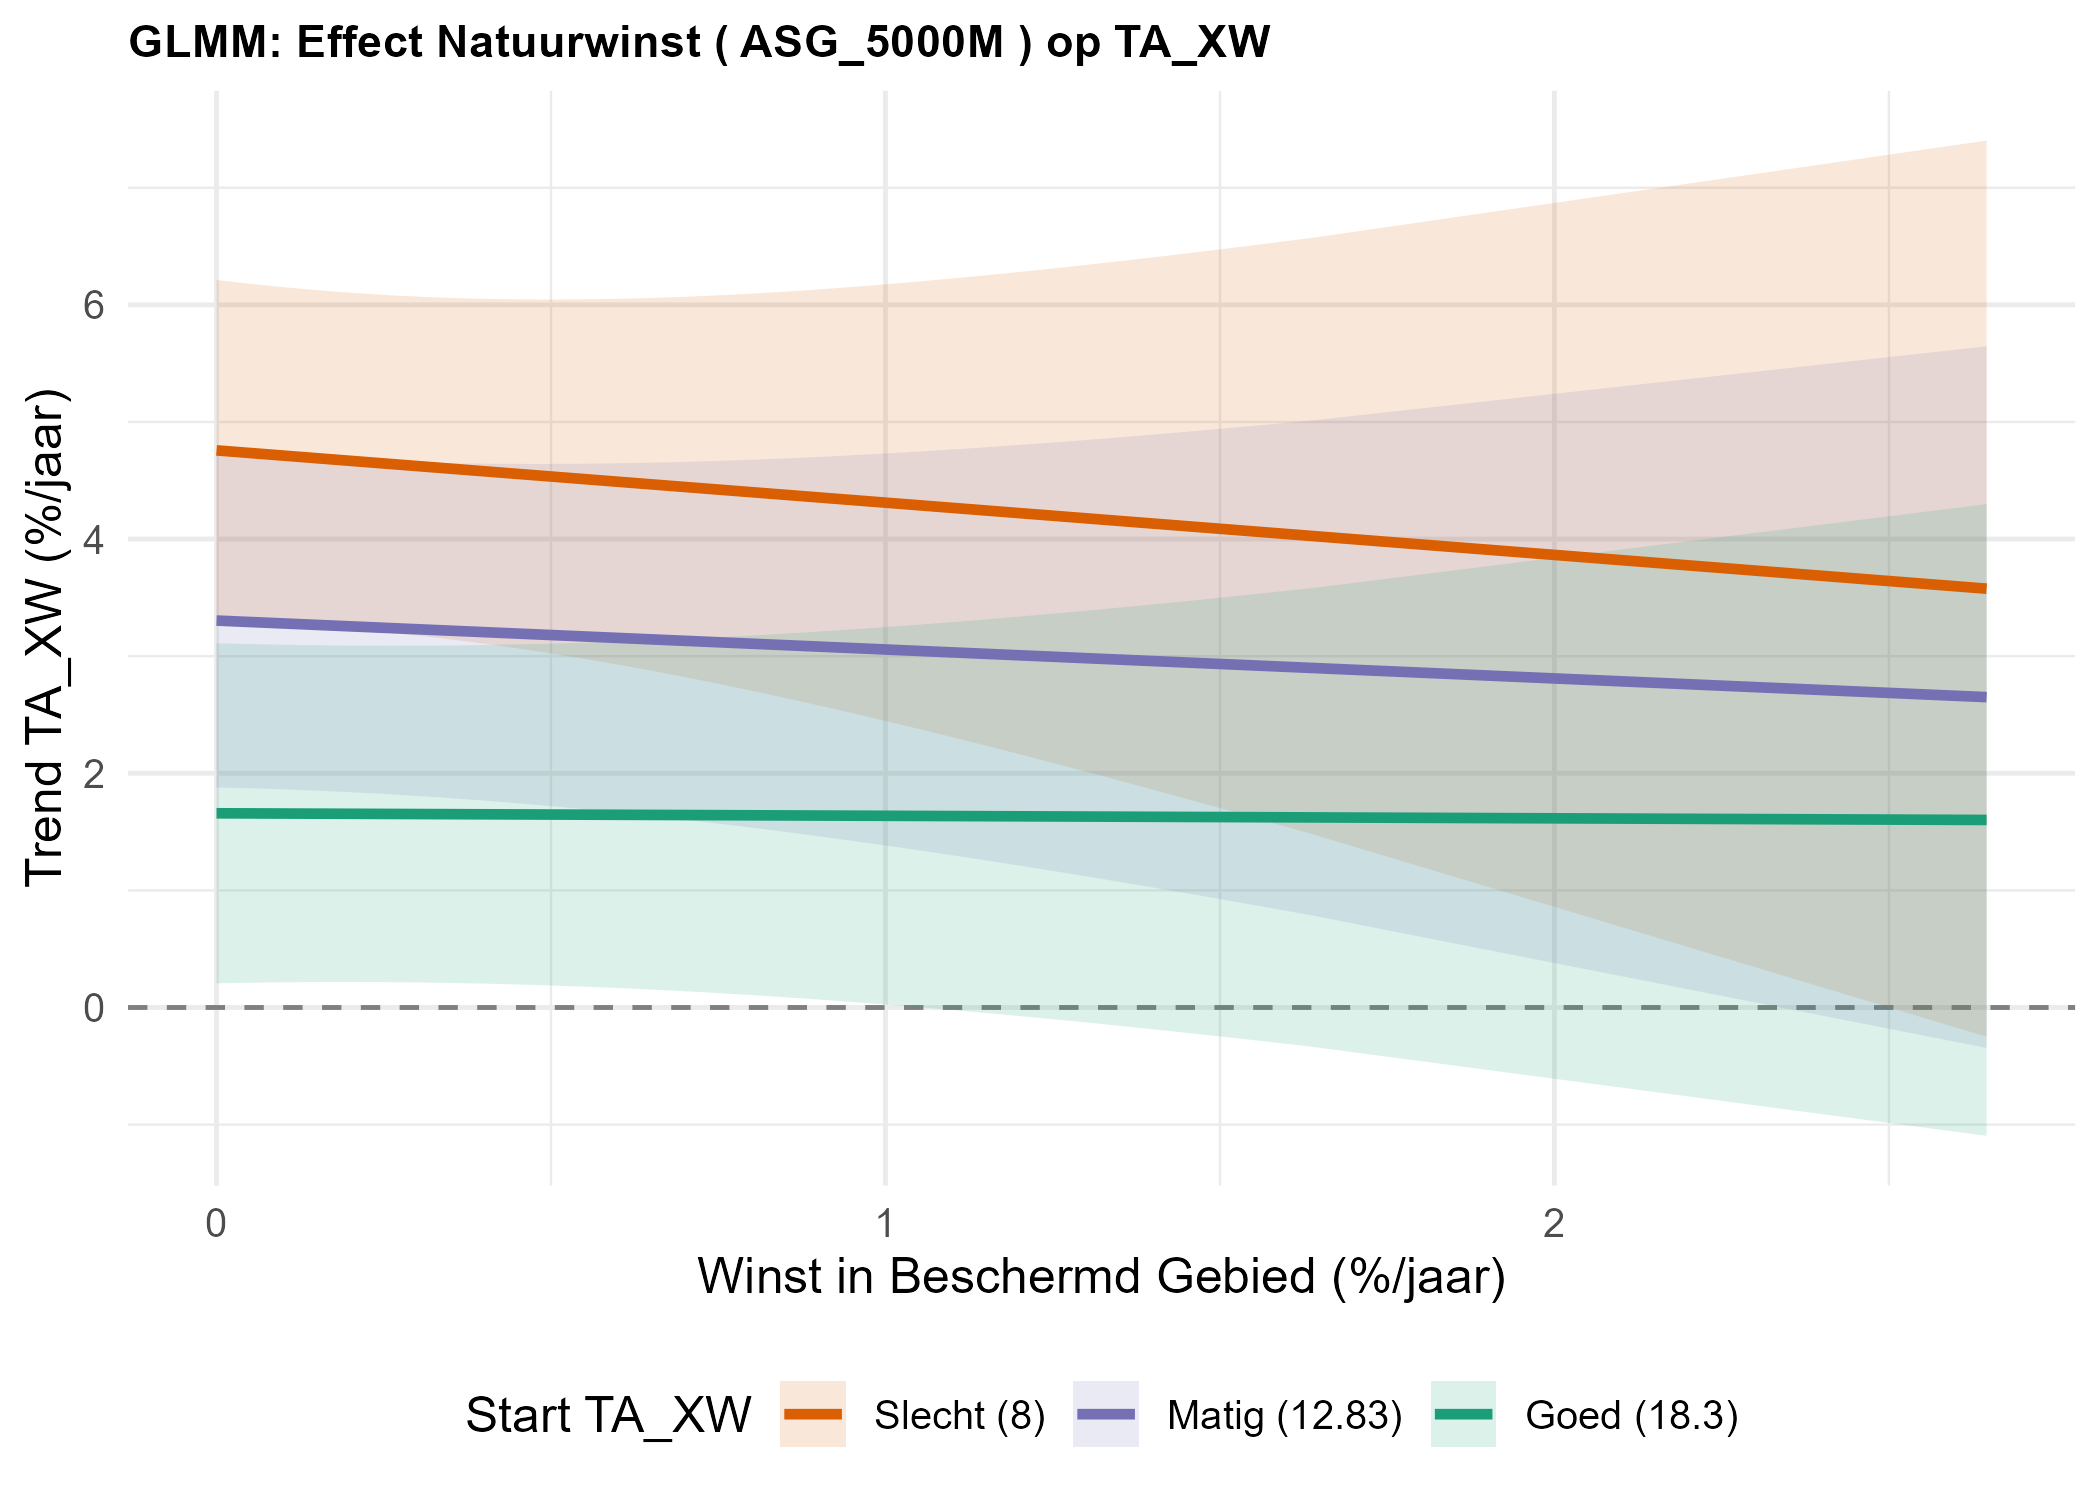 GLMM: Effect Natuurwinst ( ASG_5000M ) op TA_XW
Trend TA_XW (%/jaar)
6
4
2
0
0 1 2
Winst in Beschermd Gebied (%/jaar)
Start TA_XW Slecht (8) Matig (12.83) Goed (18.3)